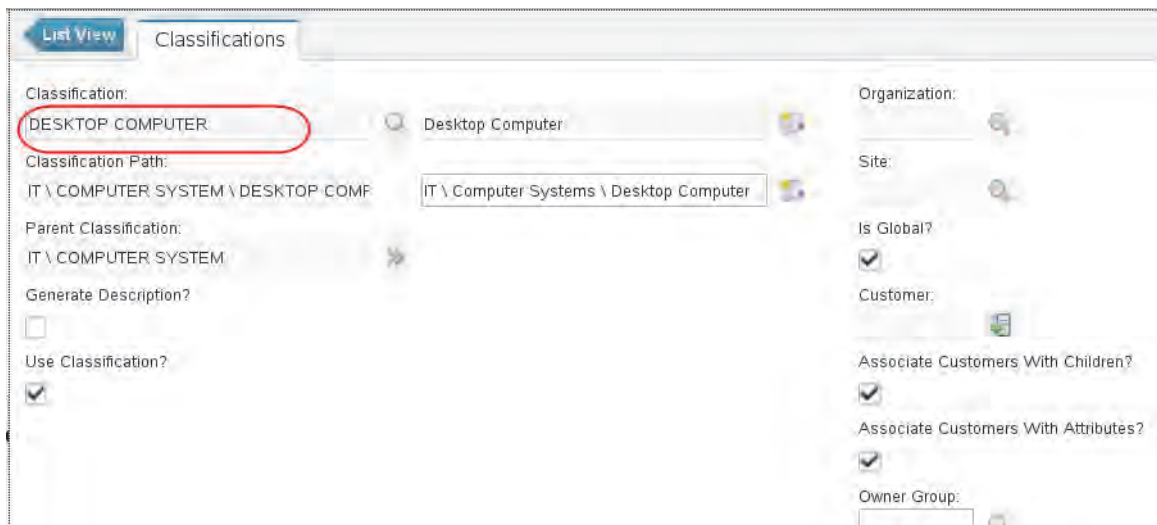 List View
Classifications
Classification:
DESKTOP COMPUTER
Desktop Computer
Classification Path:
IT \ COMPUTER SYSTEM \ DESKTOP COMP
IT \ Computer Systems \ Desktop Computer
Parent Classification:
IT \ COMPUTER SYSTEM
Generate Description?
Use Classification?
Organization:
Site:
Is Global?
Customer:
Associate Customers With Children?
Associate Customers With Attributes?
Owner Group: